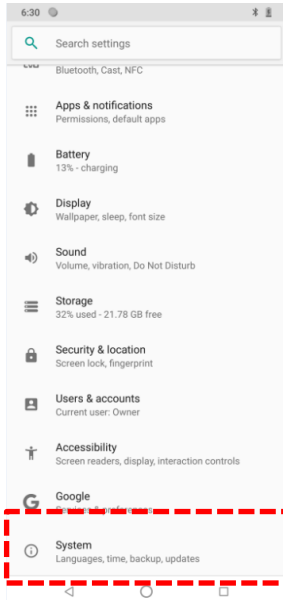 6:30
Search settings
Bluetooth, Cast, NFC
Apps & notifications
Permissions, default apps
Battery
13% - charging
Display
Wallpaper, sleep, font size
Sound
Volume, vibration, Do Not Disturb
Storage
32% used - 21.78 GB free
Security & location
Screen lock, fingerprint
Users & accounts
Current user: Owner
Accessibility
Screen readers, display, interaction controls
Google
Services & preferences
System
Languages, time, backup, updates